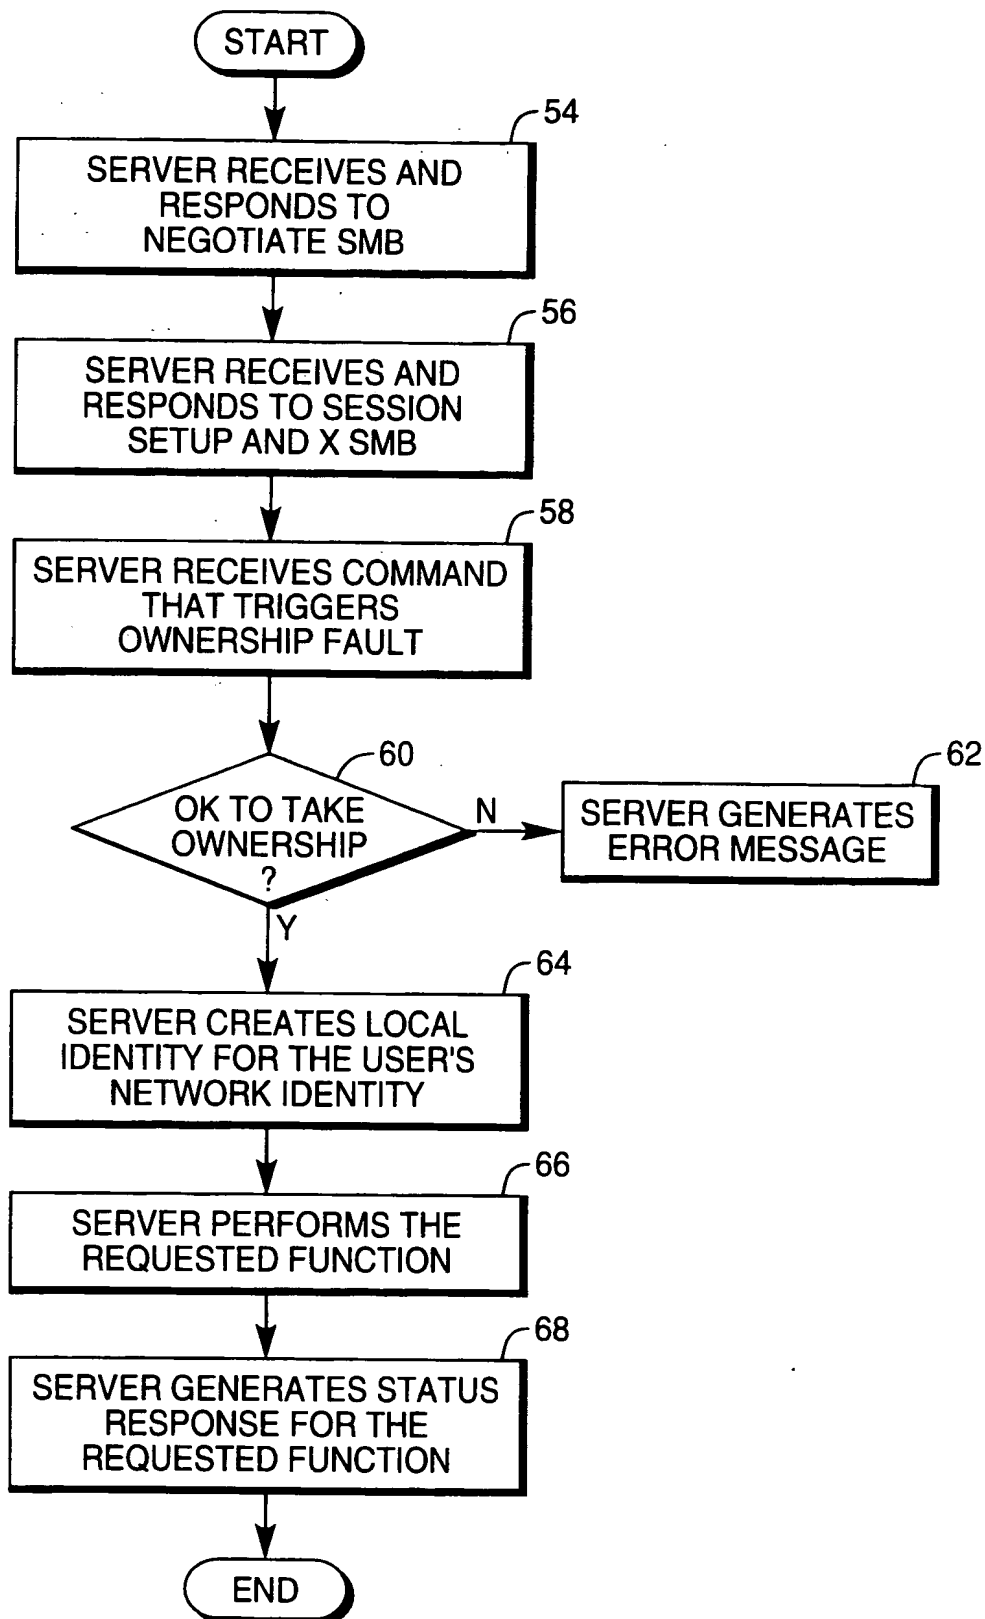 START
54
SERVER RECEIVES AND
RESPONDS TO
NEGOTIATE SMB
56
SERVER RECEIVES AND
RESPONDS TO SESSION
SETUP AND X SMB
58
SERVER RECEIVES COMMAND
THAT TRIGGERS
OWNERSHIP FAULT
60
OK TO TAKE
OWNERSHIP
?
N
62
SERVER GENERATES
ERROR MESSAGE
Y
64
SERVER CREATES LOCAL
IDENTITY FOR THE USER'S
NETWORK IDENTITY
66
SERVER PERFORMS THE
REQUESTED FUNCTION
68
SERVER GENERATES STATUS
RESPONSE FOR THE
REQUESTED FUNCTION
END